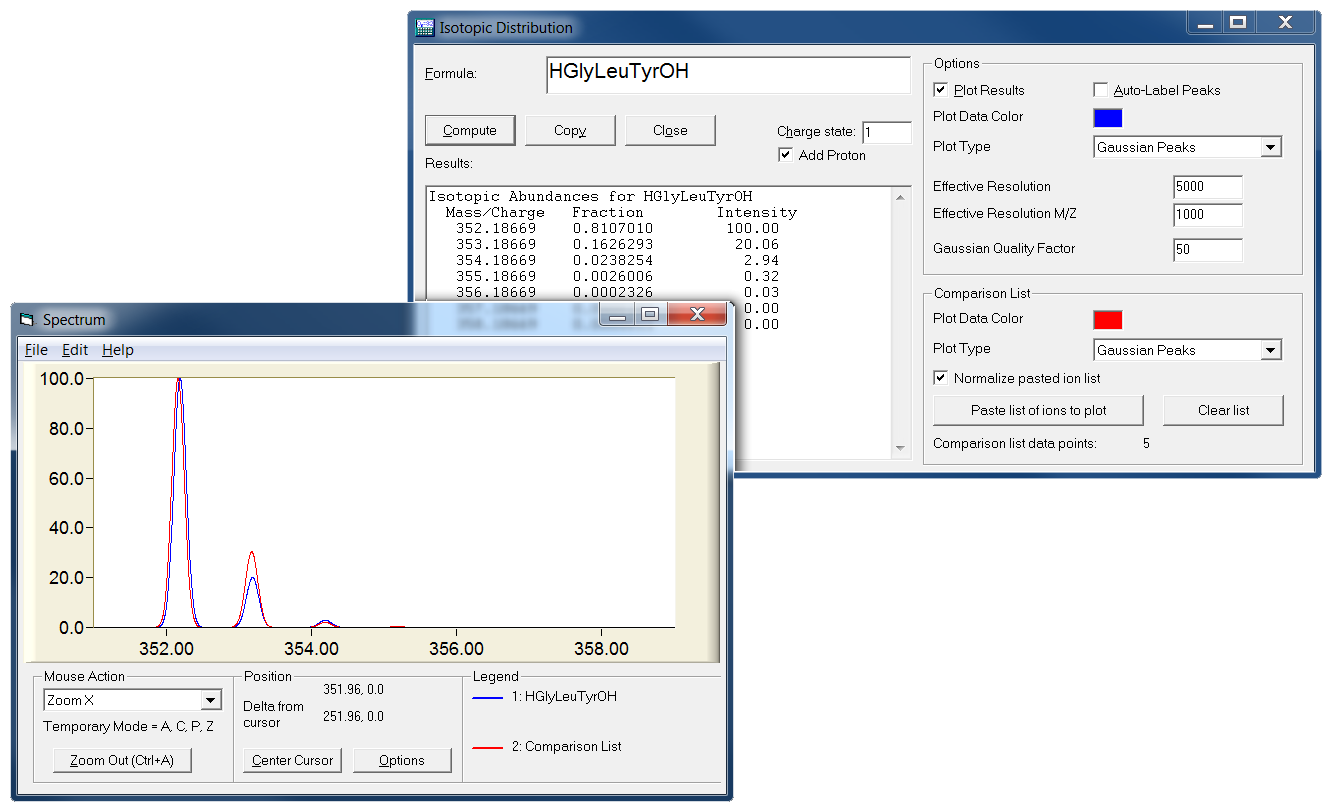 Isotopic Distribution
Formula:
HGlyLeuTyrOH
Compute
Copy
Close
Charge state:
1
Add Proton
Results:
Isotopic Abundances for HGlyLeuTyrOH
Mass/Charge Fraction Intensity
352.18669 0.8107010 100.00
353.18669 0.1626293 20.06
354.18669 0.0238254 2.94
355.18669 0.0026006 0.32
356.18669 0.0002326 0.03
0.00
0.00
Options
Plot Results
Auto-Label Peaks
Plot Data Color
Plot Type
Gaussian Peaks
Effective Resolution
5000
Effective Resolution M/Z
1000
Gaussian Quality Factor
50
Comparison List
Plot Data Color
Plot Type
Gaussian Peaks
Normalize pasted ion list
Paste list of ions to plot
Clear list
Comparison list data points:
5
Spectrum
File Edit Help
100.0
80.0
60.0
40.0
20.0
0.0
352.00 354.00 356.00 358.00
Mouse Action
Zoom X
Temporary Mode = A, C, P, Z
Zoom Out (Ctrl+A)
Position
351.96, 0.0
Delta from
cursor
251.96, 0.0
Center Cursor
Options
Legend
1: HGlyLeuTyrOH
2: Comparison List